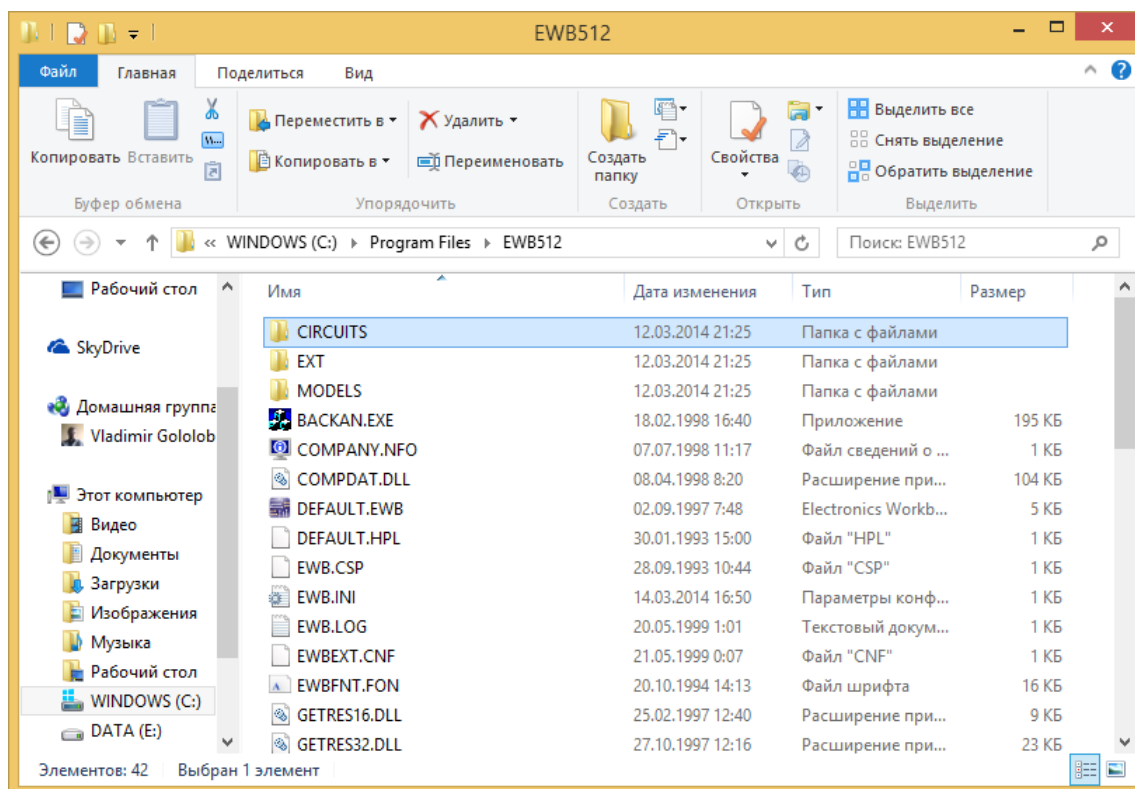 EWB512
Файл Главная Поделиться Вид
Копировать Вставить
Переместить в
Копировать в
Удалить
Переименовать
Создать папку
Свойства
Выделить все
Снять выделение
Обратить выделение
Буфер обмена Упорядочить Создать Открыть Выделить
« WINDOWS (C:) Program Files EWB512 Поиск: EWB512
Рабочий стол
SkyDrive
Домашняя группа
Vladimir Gololob
Этот компьютер
Видео
Документы
Загрузки
Изображения
Музыка
Рабочий стол
WINDOWS (C:)
DATA (E:)
Имя Дата изменения Тип Размер
CIRCUITS 12.03.2014 21:25 Папка с файлами
EXT 12.03.2014 21:25 Папка с файлами
MODELS 12.03.2014 21:25 Папка с файлами
BACKAN.EXE 18.02.1998 16:40 Приложение 195 КБ
COMPANY.NFO 07.07.1998 11:17 Файл сведений о ... 1 КБ
COMPDAT.DLL 08.04.1998 8:20 Расширение при... 104 КБ
DEFAULT.EWB 02.09.1997 7:48 Electronics Workb... 5 КБ
DEFAULT.HPL 30.01.1993 15:00 Файл "HPL" 1 КБ
EWB.CSP 28.09.1993 10:44 Файл "CSP" 1 КБ
EWB.INI 14.03.2014 16:50 Параметры конф... 1 КБ
EWB.LOG 20.05.1999 1:01 Текстовый докум... 1 КБ
EWBEXT.CNF 21.05.1999 0:07 Файл "CNF" 1 КБ
EWBFNT.FON 20.10.1994 14:13 Файл шрифта 16 КБ
GETRES16.DLL 25.02.1997 12:40 Расширение при... 9 КБ
GETRES32.DLL 27.10.1997 12:16 Расширение при... 23 КБ
Элементов: 42 Выбран 1 элемент